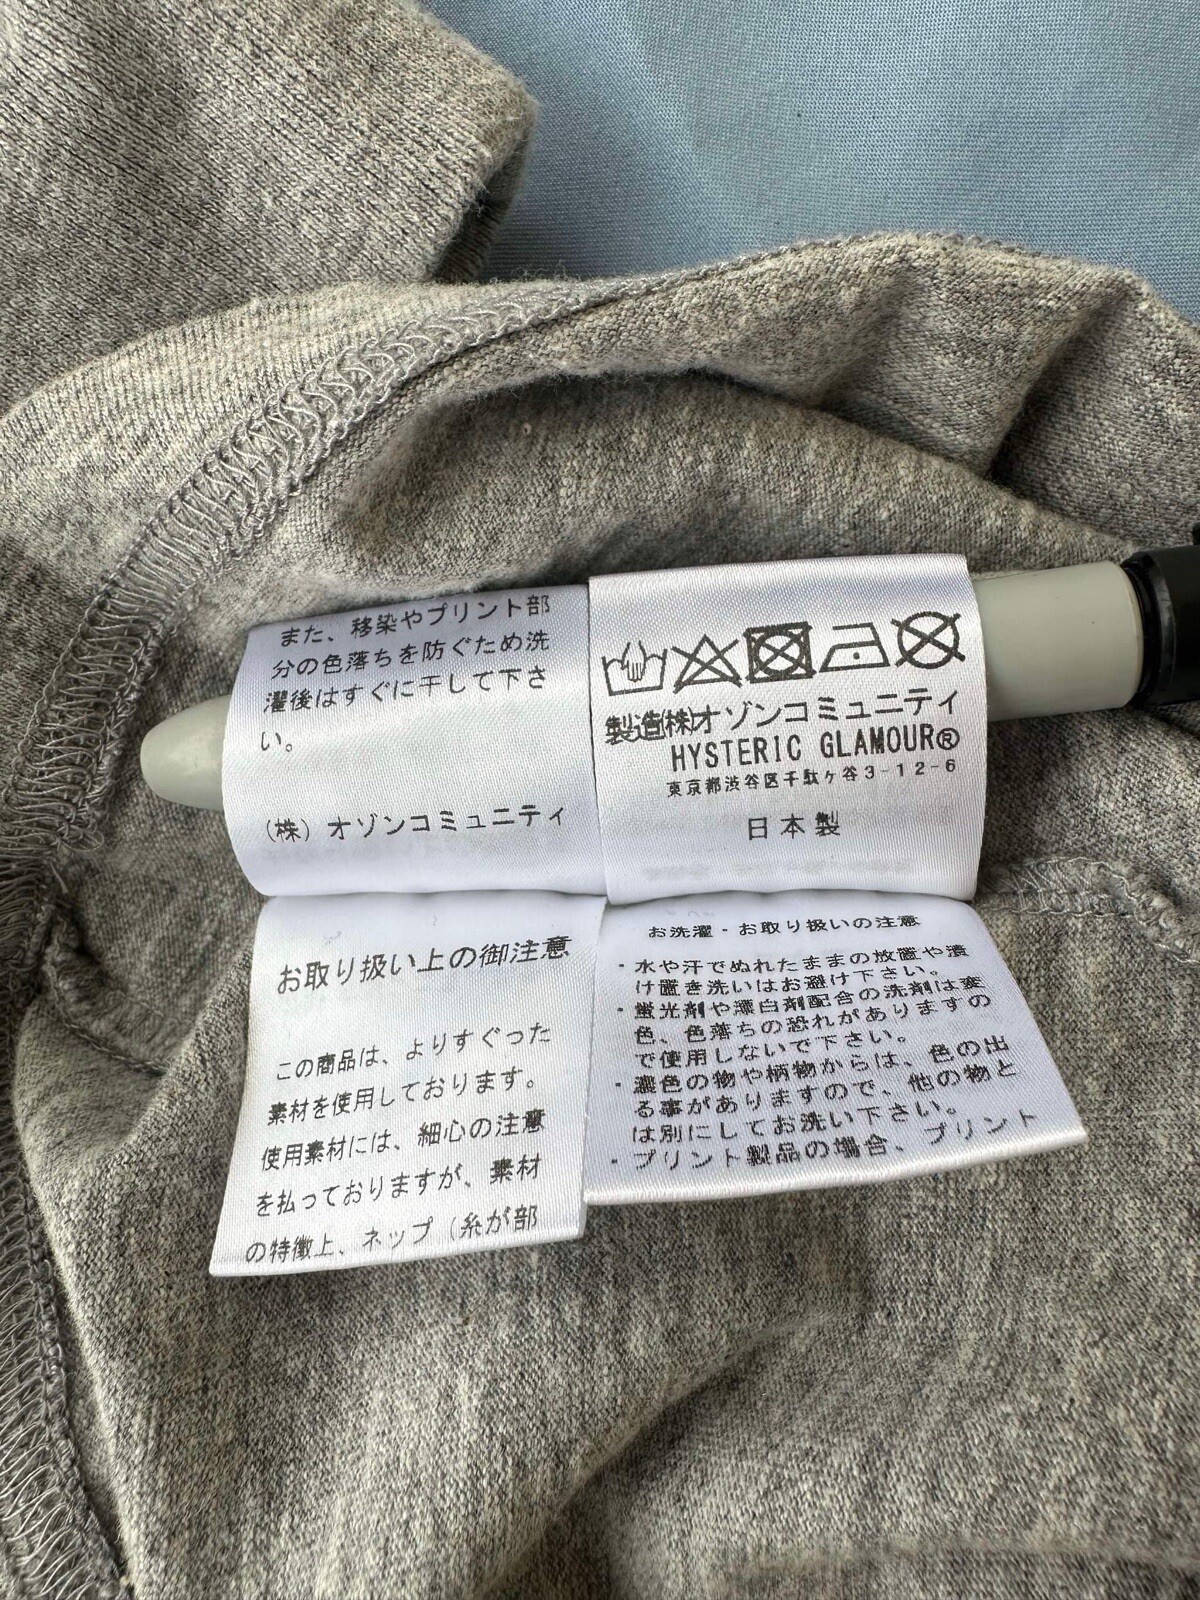 また、移染やプリント部
分の色落ちを防ぐため洗
濯後はすぐに干して下さ
い。
(株) オゾンコミュニティ
製造(株)オゾンコミュニティ
HYSTERIC GLAMOUR®
東京都渋谷区千駄ヶ谷3-12-6
日本製
お取り扱い上の御注意
この商品は、よりすぐった
素材を使用しております。
使用素材には、細心の注意
を払っておりますが、素材
の特徴上、ネップ（糸が部
お洗濯・お取り扱いの注意
・水や汗でぬれたままの放置や漬
け置き洗いはお避け下さい。
・蛍光剤や漂白剤配合の洗剤は変
色、色落ちの恐れがありますの
で使用しないで下さい。
・濃色の物や柄物からは、色の出
る事がありますので、他の物と
は別にしてお洗い下さい。
・プリント製品の場合、プリント